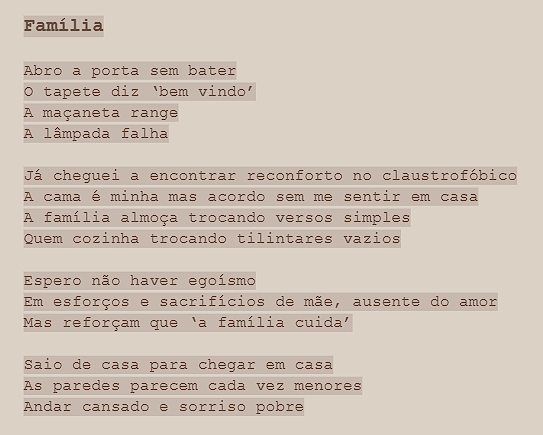 Família
Abro a porta sem bater
O tapete diz ‘bem vindo’
A maçaneta range
A lâmpada falha
Já cheguei a encontrar reconforto no claustrofóbico
A cama é minha mas acordo sem me sentir em casa
A família almoça trocando versos simples
Quem cozinha trocando tilintares vazios
Espero não haver egoísmo
Em esforços e sacrifícios de mãe, ausente do amor
Mas reforçam que ‘a família cuida’
Saio de casa para chegar em casa
As paredes parecem cada vez menores
Andar cansado e sorriso pobre